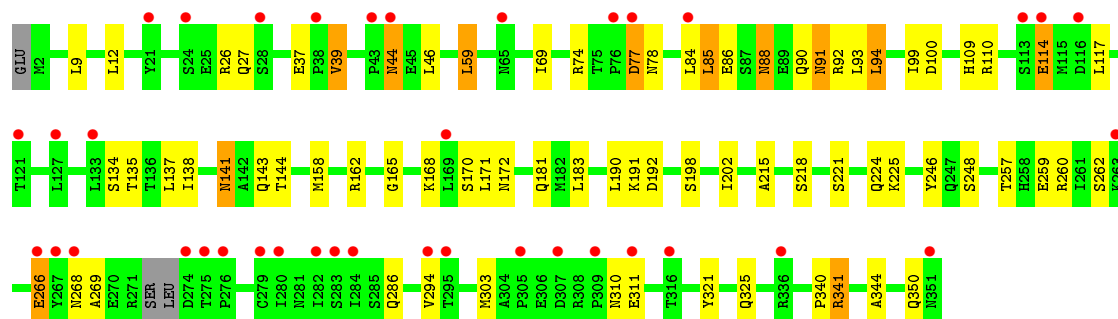 GLU M2 L9 L12 Y21 S24 E25 R26 Q27 S28 E37 P38 V39 P43 N44 E45 L46 L59 N65 I69 R74 T75 P76 D77 N78 L84 L85 E86 S87 N88 E89 Q90 N91 R92 L93 L94 I99 D100 H109 R110 S113 E114 M115 D116 L117
T121 L127 L133 S134 T135 T136 L137 I138 N141 A142 Q143 T144 M158 R162 G165 K168 L169 S170 L171 N172 Q181 M182 L183 L190 K191 D192 S198 I202 A215 S218 S221 Q224 K225 Y246 Q247 S248 T257 H258 E259 R260 I261 S262 K263
E266 Y267 N268 A269 E270 R271 SER LEU D274 T275 P276 C279 I280 N281 I282 S283 I284 S285 Q286 V294 T295 M303 A304 P305 E306 D307 R308 P309 N310 E311 T316 Y321 Q325 R336 P340 R341 A344 Q350 N351